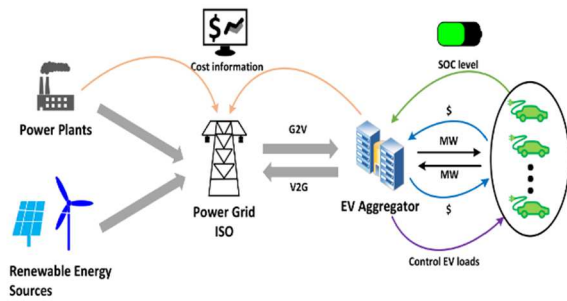 $
Cost information
SOC level
Power Plants
G2V
V2G
Power Grid
ISO
$
MW
MW
$
EV Aggregator
Control EV loads
Renewable Energy
Sources